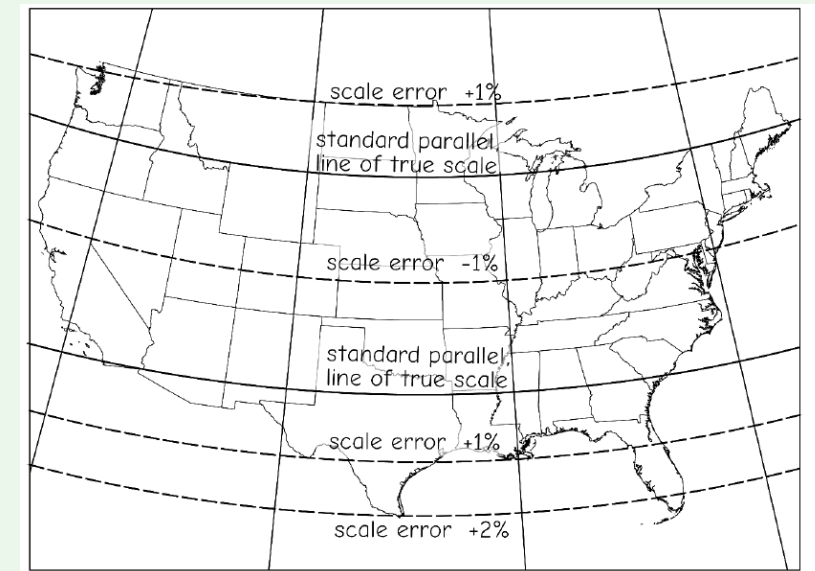 scale error +1%
standard parallel,
line of true scale
scale error -1%
standard parallel,
line of true scale
scale error +1%
scale error +2%